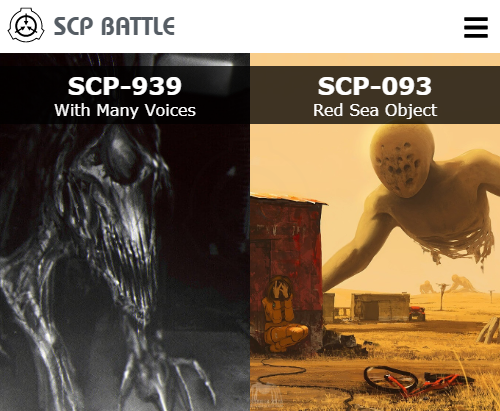 SCP BATTLE
SCP-939
With Many Voices
SCP-093
Red Sea Object